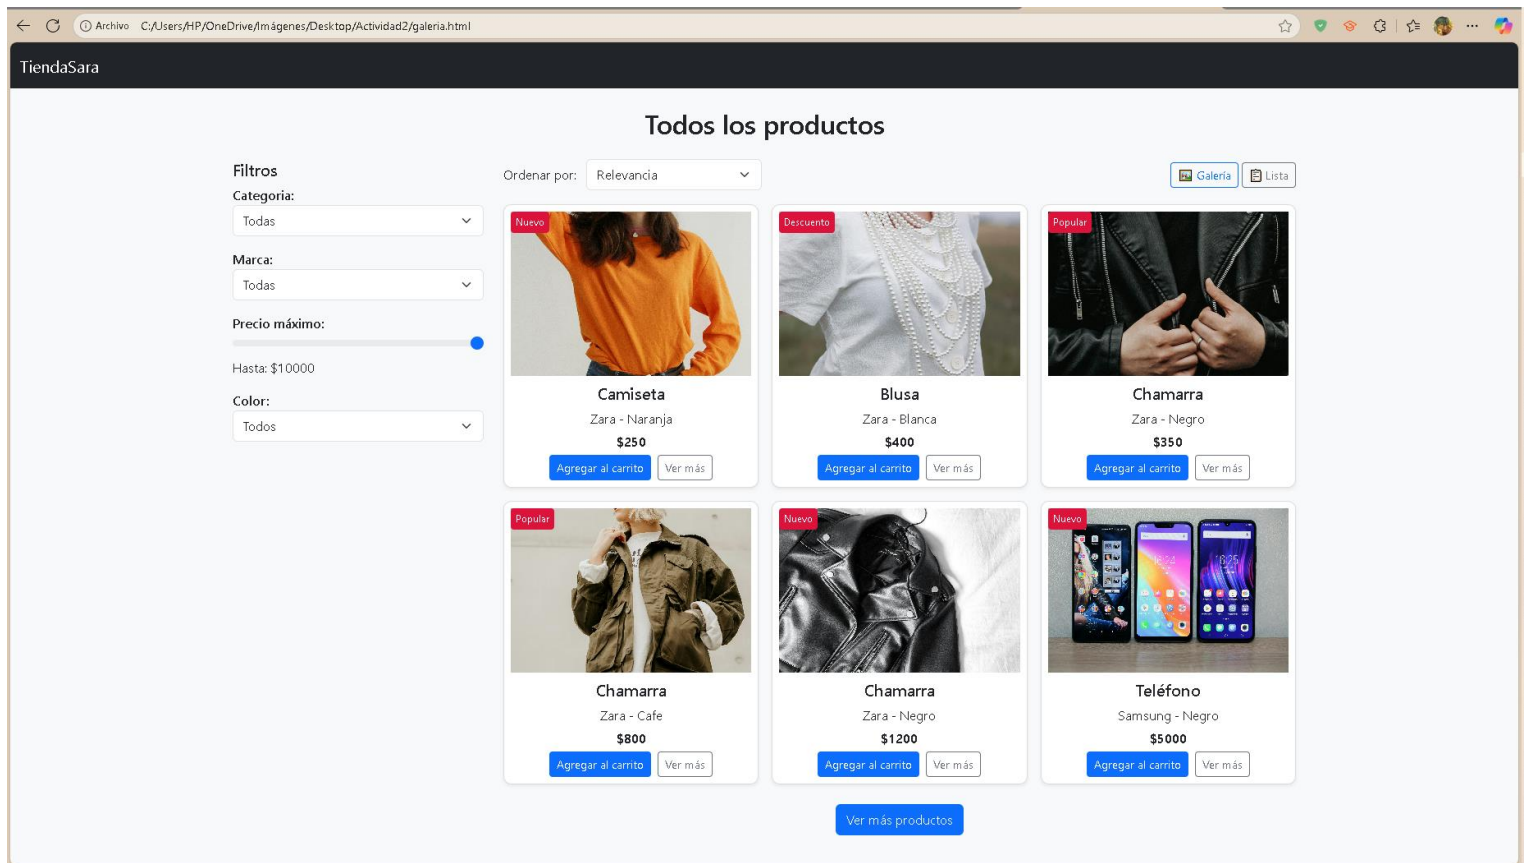 Archivo C:/Users/HP/OneDrive/Imágenes/Desktop/Actividad2/galeria.html
TiendaSara
Todos los productos
Filtros
Categoria:
Todas
Marca:
Todas
Precio máximo:
Hasta: $10000
Color:
Todos
Ordenar por: Relevancia
Galería Lista
Nuevo
Camiseta
Zara - Naranja
$250
Agregar al carrito Ver más
Descuento
Blusa
Zara - Blanca
$400
Agregar al carrito Ver más
Popular
Chamarra
Zara - Negro
$350
Agregar al carrito Ver más
Popular
Chamarra
Zara - Cafe
$800
Agregar al carrito Ver más
Nuevo
Chamarra
Zara - Negro
$1200
Agregar al carrito Ver más
Nuevo
16:24
16:25
Teléfono
Samsung - Negro
$5000
Agregar al carrito Ver más
Ver más productos